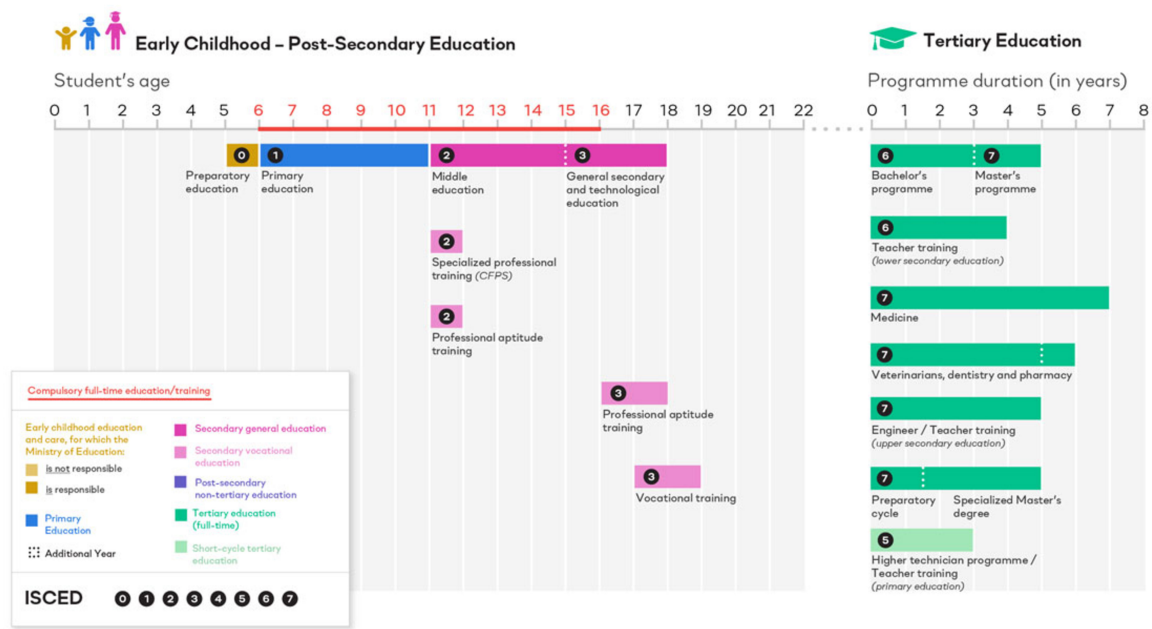 Early Childhood – Post-Secondary Education
Student's age
0 1 2 3 4 5 6 7 8 9 10 11 12 13 14 15 16 17 18 19 20 21 22
0
Preparatory
education
1
Primary
education
2
Middle
education
3
General secondary
and technological
education
2
Specialized professional
training (CFPS)
2
Professional aptitude
training
3
Professional aptitude
training
3
Vocational training
Tertiary Education
Programme duration (in years)
0 1 2 3 4 5 6 7 8
6
Bachelor's
programme
7
Master's
programme
6
Teacher training
(lower secondary education)
7
Medicine
7
Veterinarians, dentistry and pharmacy
7
Engineer / Teacher training
(upper secondary education)
7
Preparatory
cycle
Specialized Master's
degree
5
Higher technician programme /
Teacher training
(primary education)
Compulsory full-time education/training
Early childhood education
and care, for which the
Ministry of Education:
is not responsible
is responsible
Primary
Education
Additional Year
Secondary general education
Secondary vocational
education
Post-secondary
non-tertiary education
Tertiary education
(full-time)
Short-cycle tertiary
education
ISCED 0 1 2 3 4 5 6 7